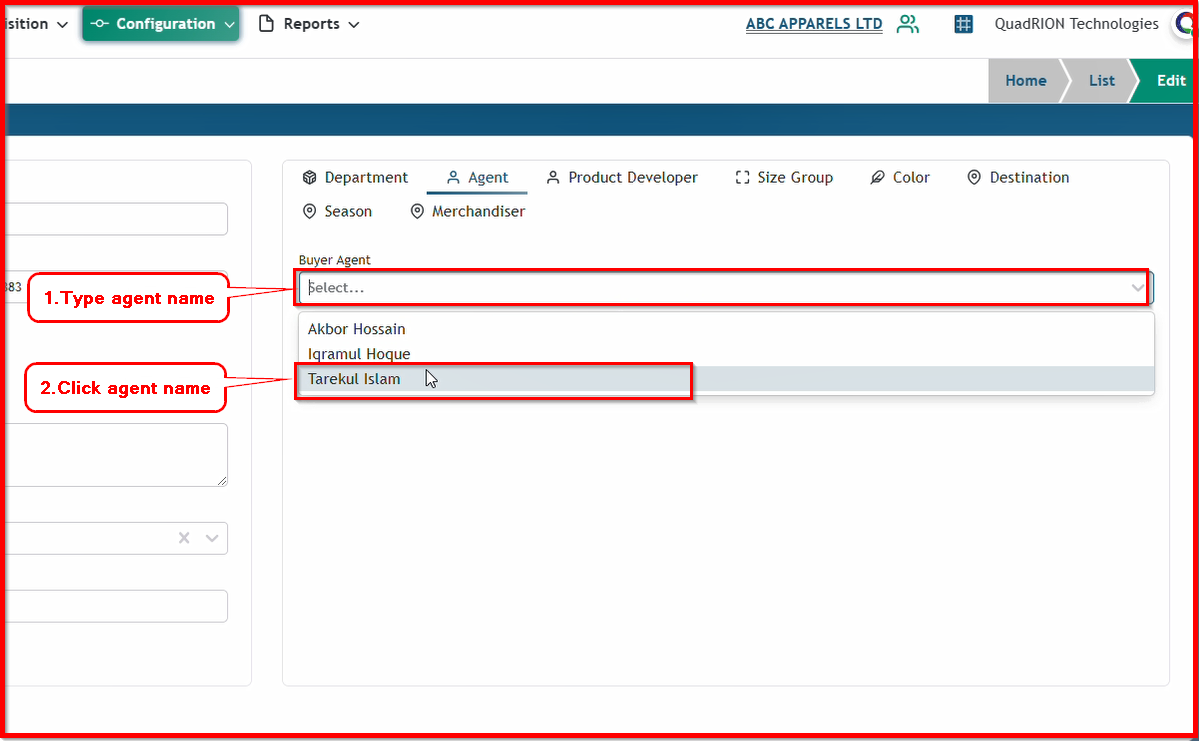 isition
Configuration
Reports
ABC APPARELS LTD
QuadRION Technologies
Home
List
Edit
Department
Agent
Product Developer
Size Group
Color
Destination
Season
Merchandiser
Buyer Agent
383
1.Type agent name
Select...
Akbor Hossain
Iqramul Hoque
2.Click agent name
Tarekul Islam